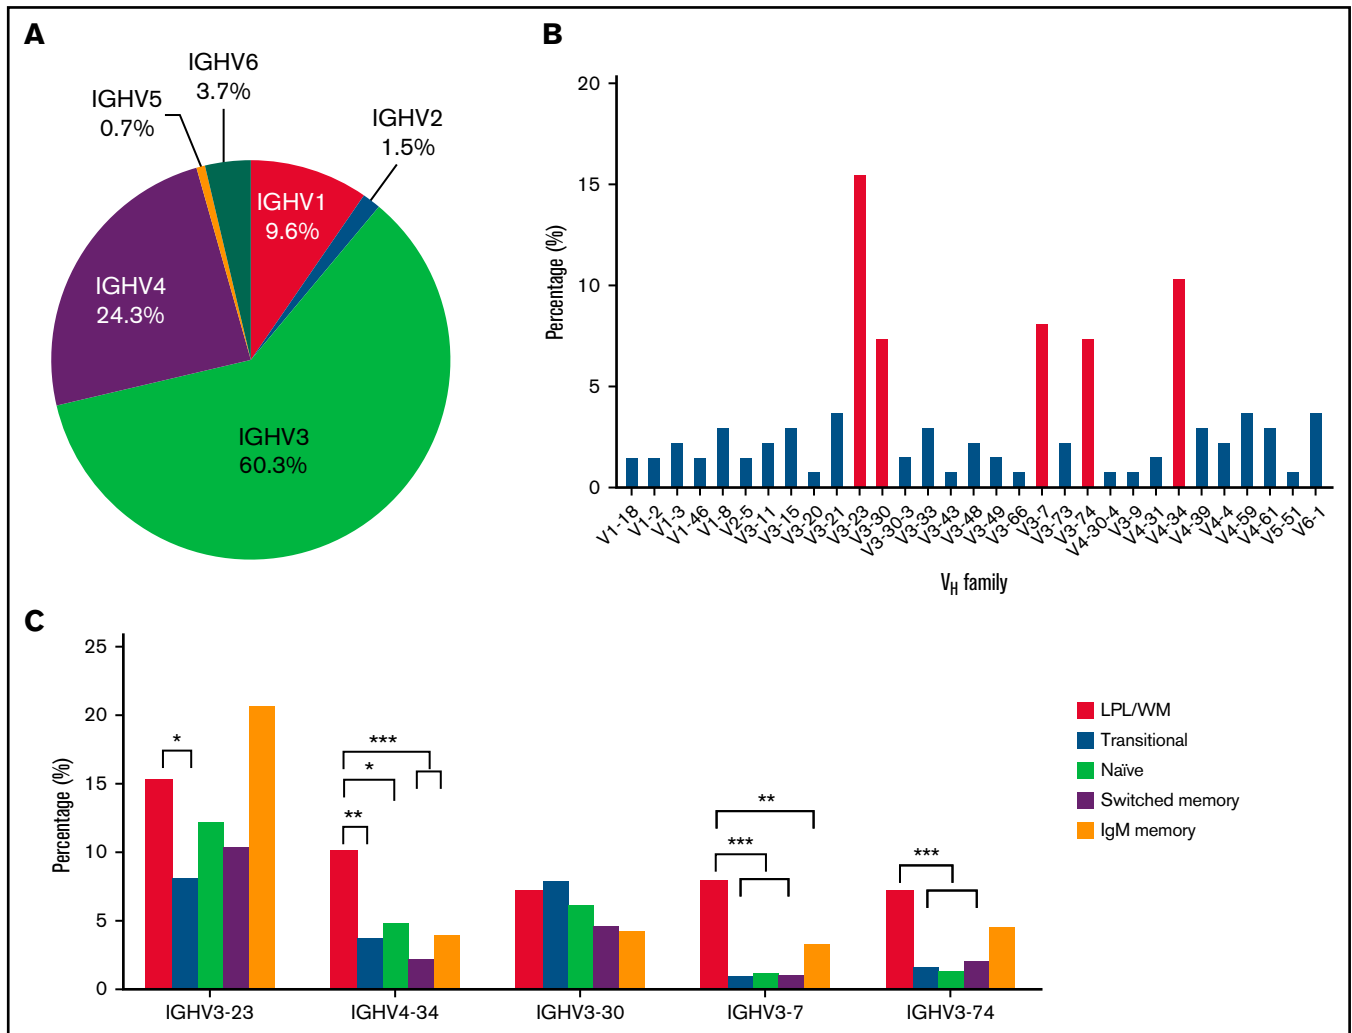 A
IGHV6
3.7%
IGHV5
0.7%
IGHV2
1.5%
IGHV1
9.6%
IGHV4
24.3%
IGHV3
60.3%
B
Percentage (%)
20
15
10
5
0
V1-18
V1-2
V1-3
V1-46
V1-8
V2-5
V3-11
V3-15
V3-20
V3-21
V3-23
V3-30
V3-30-3
V3-33
V3-43
V3-48
V3-49
V3-66
V3-7
V3-73
V3-74
V4-30-4
V3-9
V4-31
V4-34
V4-39
V4-4
V4-59
V4-61
V5-51
V6-1
VH family
C
Percentage (%)
25
20
15
10
5
0
*
***
*
**
**
***
***
IGHV3-23
IGHV4-34
IGHV3-30
IGHV3-7
IGHV3-74
LPL/WM
Transitional
Naïve
Switched memory
IgM memory